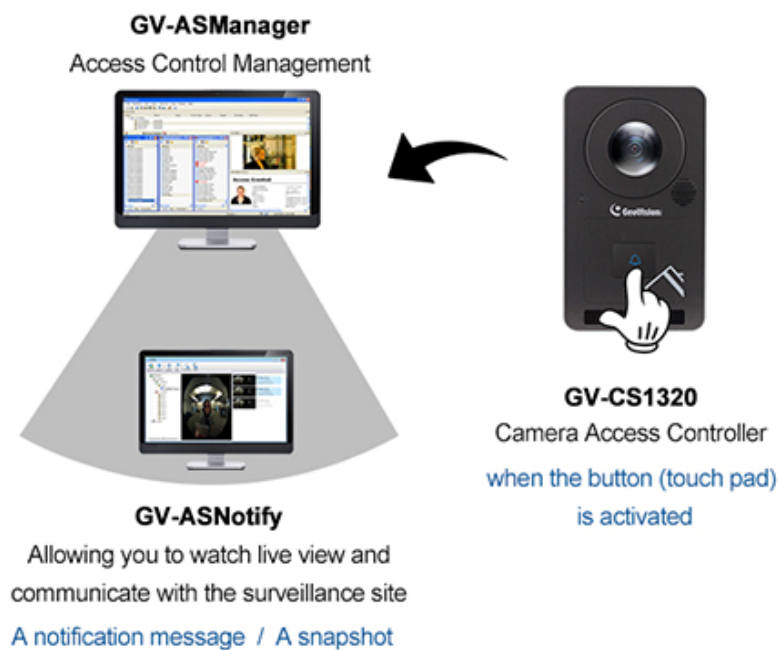 GV-ASManager
Access Control Management
GeoVision
GV-CS1320
Camera Access Controller
when the button (touch pad)
is activated
GV-ASNotify
Allowing you to watch live view and
communicate with the surveillance site
A notification message / A snapshot